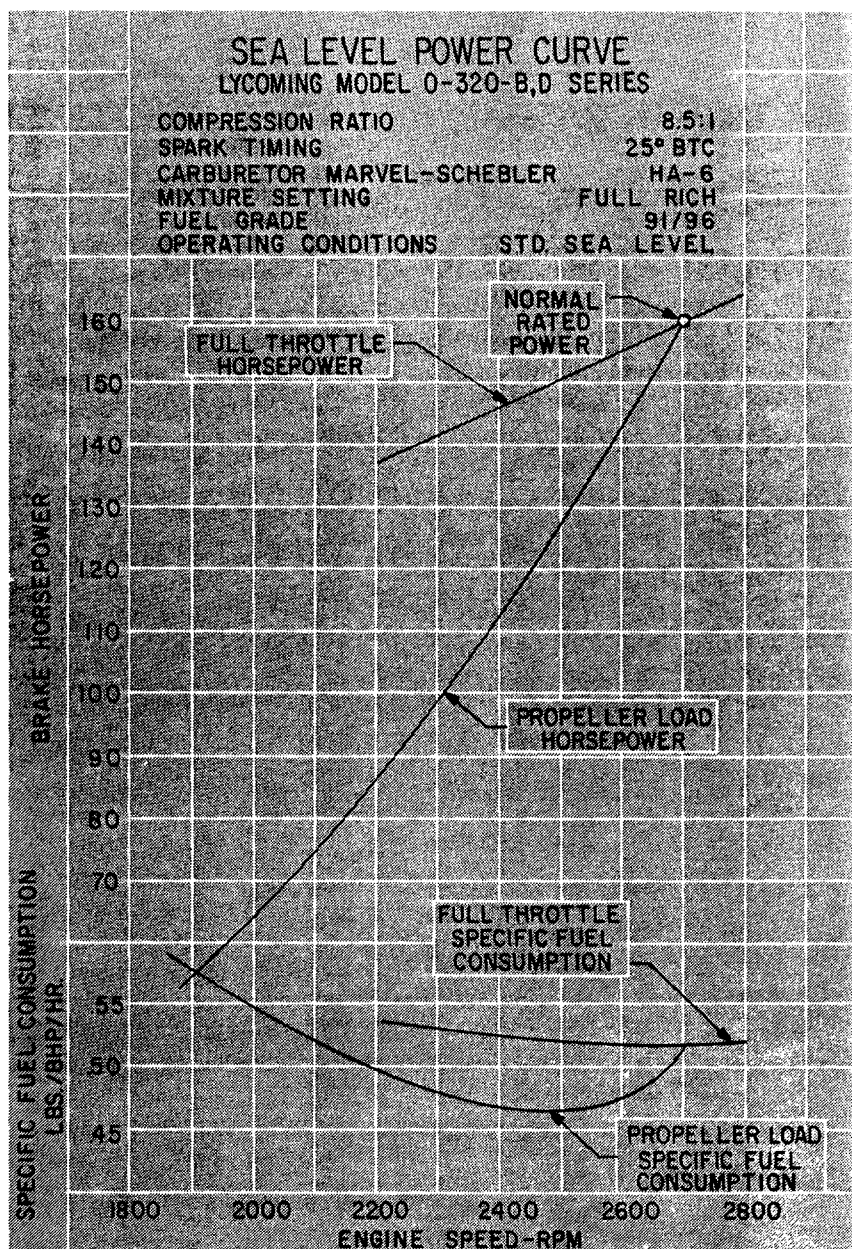 SEA LEVEL POWER CURVE
LYCOMING MODEL O-320-B,D SERIES
COMPRESSION RATIO 8.5:1
SPARK TIMING 25° BTC
CARBURETOR MARVEL-SCHEBLER HA-6
MIXTURE SETTING FULL RICH
FUEL GRADE 91/96
OPERATING CONDITIONS STD. SEA LEVEL
NORMAL
RATED
POWER
FULL THROTTLE
HORSEPOWER
160
150
140
130
120
110
100
90
80
70
BRAKE HORSEPOWER
PROPELLER LOAD
HORSEPOWER
FULL THROTTLE
SPECIFIC FUEL
CONSUMPTION
.55
.50
.45
SPECIFIC FUEL CONSUMPTION
LBS./BHP/HR
PROPELLER LOAD
SPECIFIC FUEL
CONSUMPTION
1800 2000 2200 2400 2600 2800
ENGINE SPEED-RPM